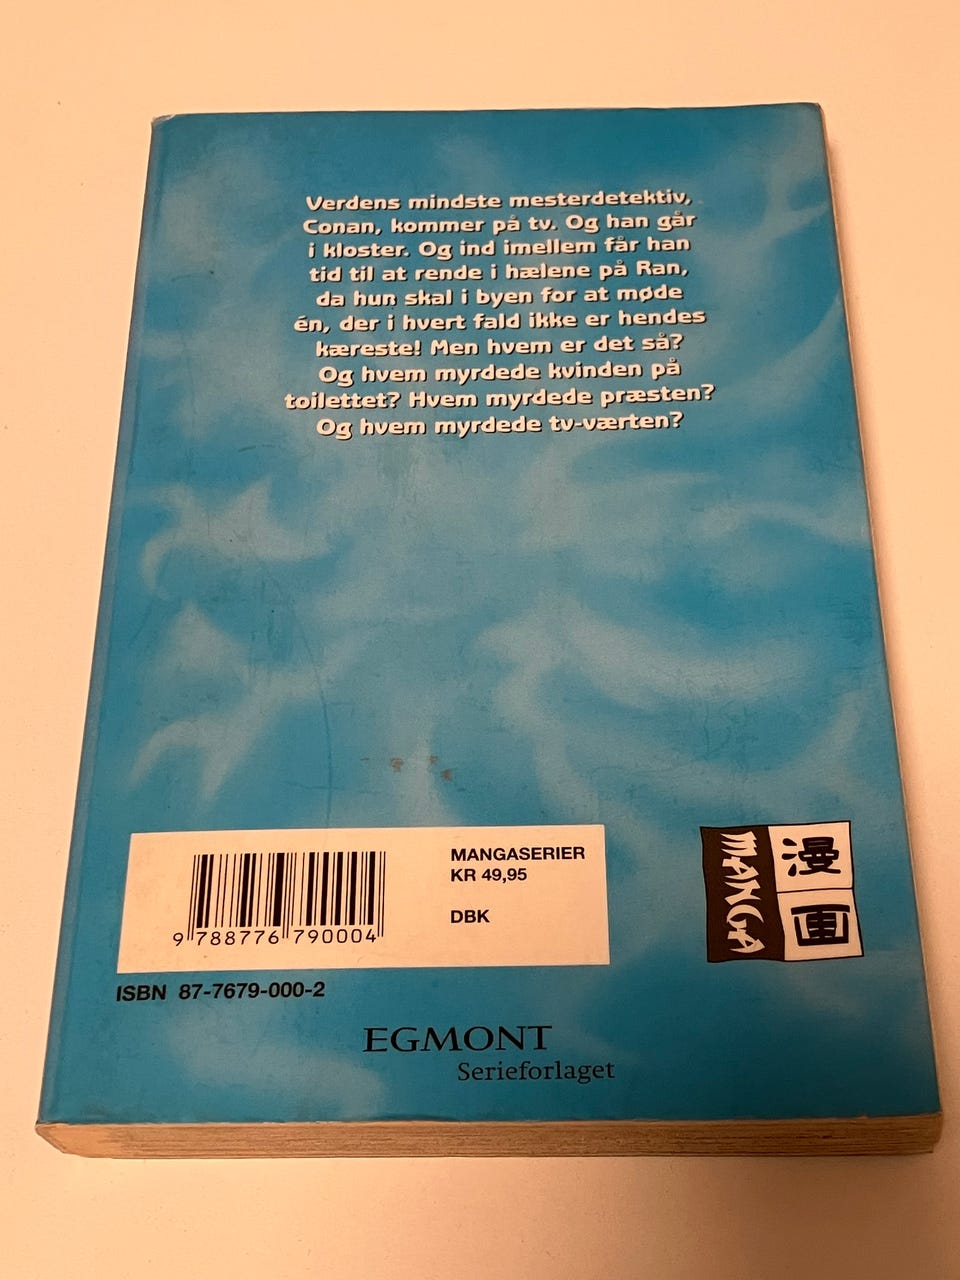 Verdens mindste mesterdetektiv,
Conan, kommer på tv. Og han går
i kloster. Og ind imellem får han
tid til at rende i hælene på Ran,
da hun skal i byen for at møde
én, der i hvert fald ikke er hendes
kæreste! Men hvem er det så?
Og hvem myrdede kvinden på
toilettet? Hvem myrdede præsten?
Og hvem myrdede tv-værten?
MANGASERIER
KR 49,95
DBK
9 788776 790004
ISBN 87-7679-000-2
MANGA
漫
画
EGMONT
Serieforlaget